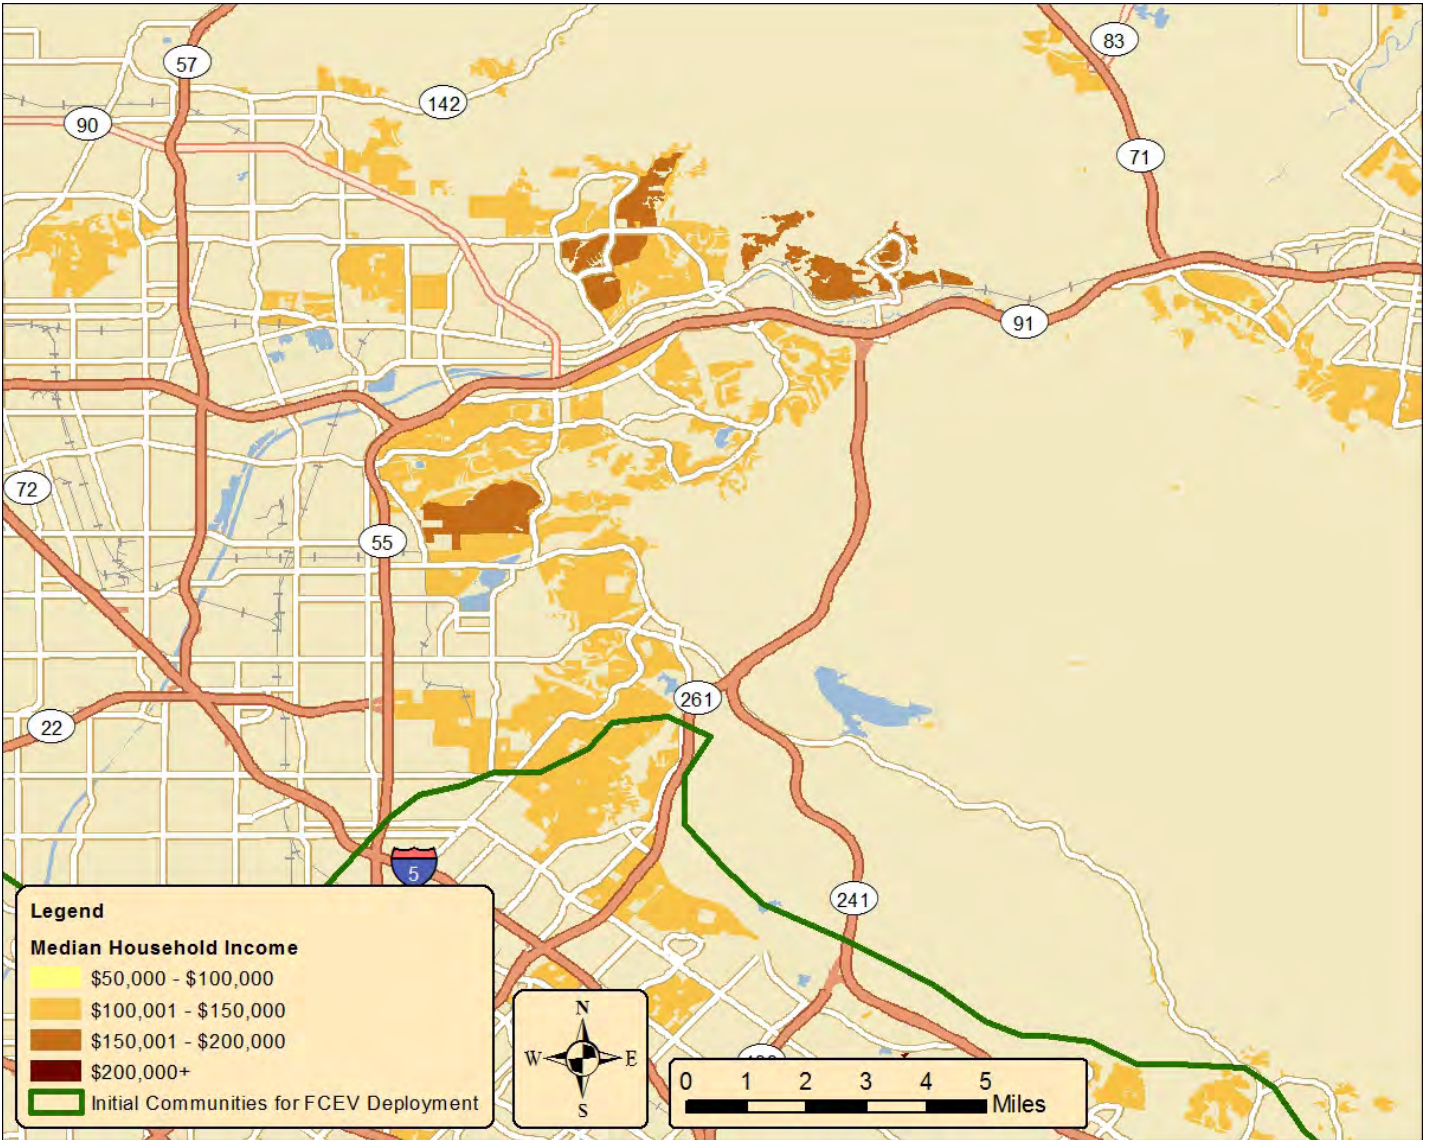 83
57
142
90
71
91
72
55
261
22
5
241
Legend
Median Household Income
$50,000 - $100,000
$100,001 - $150,000
$150,001 - $200,000
$200,000+
Initial Communities for FCEV Deployment
N
W E
S
0 1 2 3 4 5
Miles